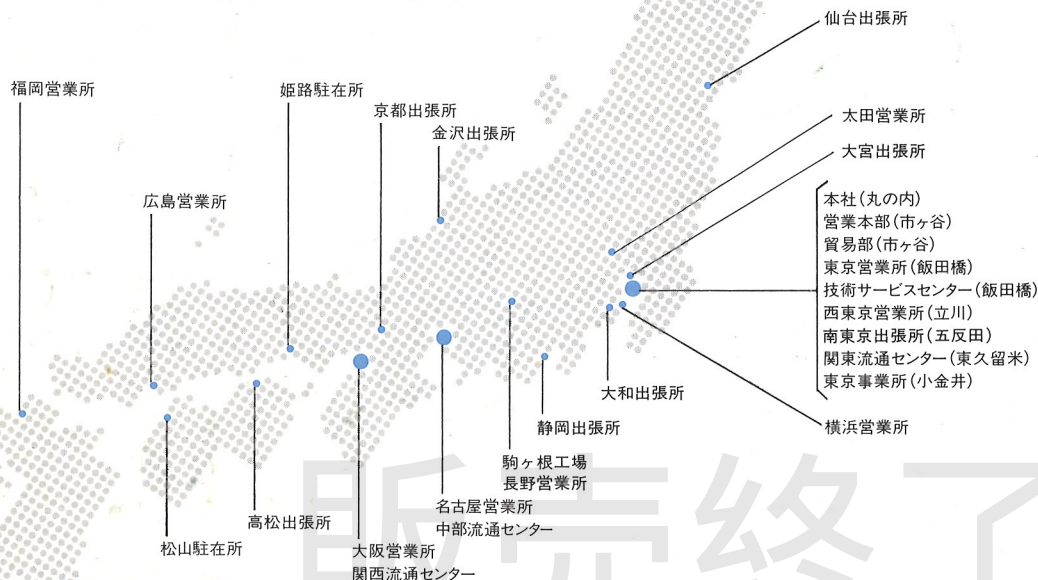 仙台出張所
福岡営業所
姫路駐在所
京都出張所
金沢出張所
太田営業所
大宮出張所
広島営業所
本社(丸の内)
営業本部(市ヶ谷)
貿易部(市ヶ谷)
東京営業所(飯田橋)
技術サービスセンター(飯田橋)
西東京営業所(立川)
南東京出張所(五反田)
関東流通センター(東久留米)
東京事業所(小金井)
大和出張所
静岡出張所
横浜営業所
駒ヶ根工場
長野営業所
名古屋営業所
中部流通センター
高松出張所
松山駐在所
大阪営業所
関西流通センター
販売終了